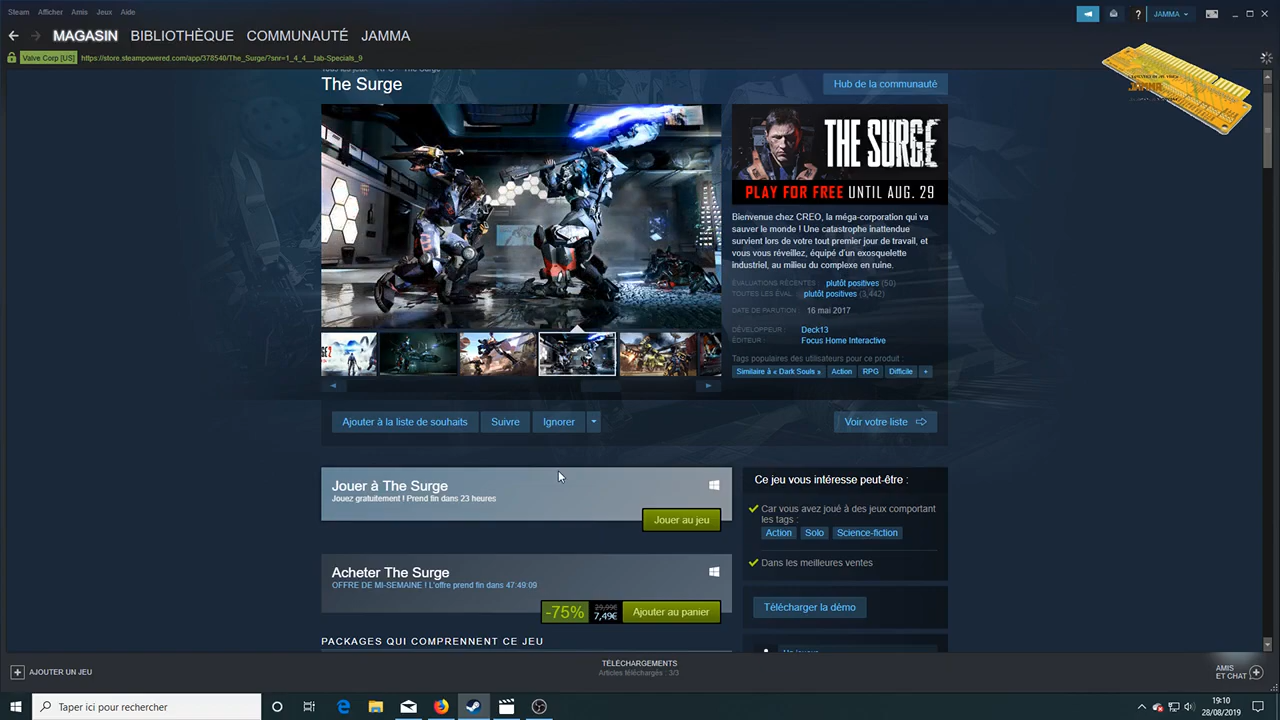 Steam Afficher Amis Jeux Aide
JAMMA
MAGASIN BIBLIOTHÈQUE COMMUNAUTÉ JAMMA
Valve Corp [US] https://store.steampowered.com/app/378540/The_Surge/?snr=1_4_4__tab-Specials_9
The Surge
Hub de la communauté
THE SURGE
PLAY FOR FREE UNTIL AUG. 29
Bienvenue chez CREO, la méga-corporation qui va
sauver le monde ! Une catastrophe inattendue
survient lors de votre tout premier jour de travail, et
vous vous réveillez, équipé d'un exosquelette
industriel, au milieu du complexe en ruine.
ÉVALUATIONS RÉCENTES : plutôt positives (50)
TOUTES LES ÉVAL. : plutôt positives (3,442)
DATE DE PARUTION : 16 mai 2017
DÉVELOPPEUR : Deck13
ÉDITEUR : Focus Home Interactive
Tags populaires des utilisateurs pour ce produit :
Similaire à « Dark Souls » Action RPG Difficile +
Ajouter à la liste de souhaits Suivre Ignorer Voir votre liste
Jouer à The Surge
Jouez gratuitement ! Prend fin dans 23 heures
Jouer au jeu
Acheter The Surge
OFFRE DE MI-SEMAINE ! L'offre prend fin dans 47:49:09
-75% 29,99€ 7,49€ Ajouter au panier
PACKAGES QUI COMPRENNENT CE JEU
Ce jeu vous intéresse peut-être :
Car vous avez joué à des jeux comportant
les tags :
Action Solo Science-fiction
Dans les meilleures ventes
Télécharger la démo
AJOUTER UN JEU
TÉLÉCHARGEMENTS
Articles téléchargés : 3/3
AMIS
ET CHAT
Taper ici pour rechercher
19:10
28/08/2019